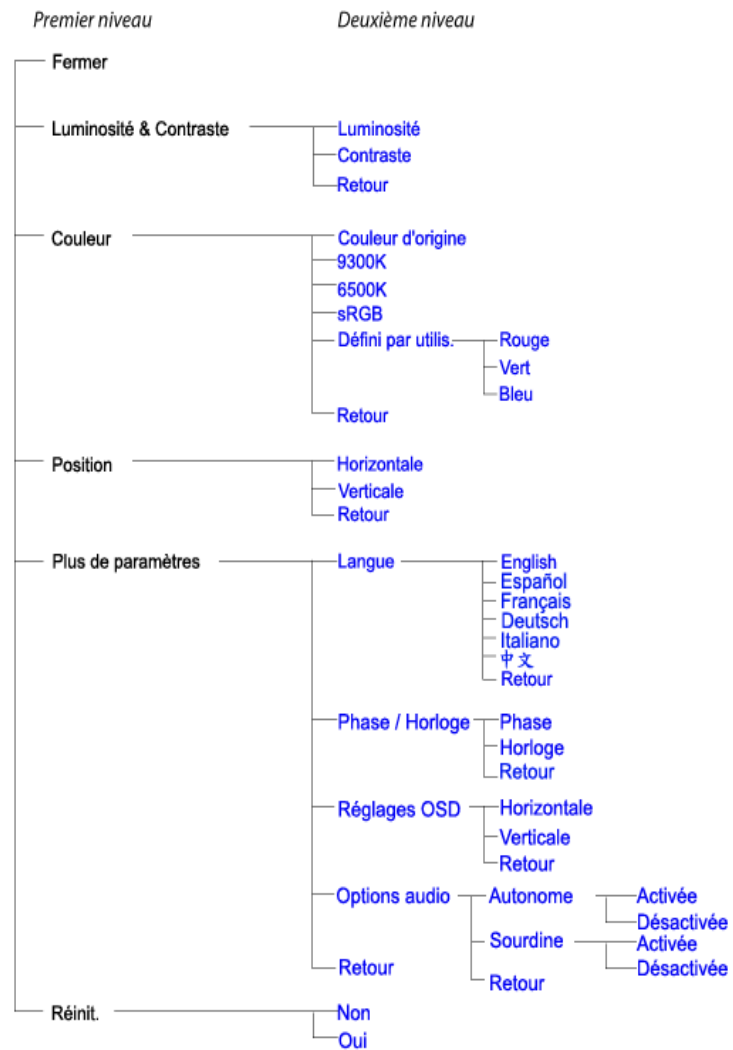 Premier niveau Deuxième niveau
Fermer
Luminosité & Contraste Luminosité
Contraste
Retour
Couleur Couleur d'origine
9300K
6500K
sRGB
Défini par utilis. Rouge
Vert
Bleu
Retour
Position Horizontale
Verticale
Retour
Plus de paramètres Langue English
Español
Français
Deutsch
Italiano
中文
Retour
Phase / Horloge Phase
Horloge
Retour
Réglages OSD Horizontale
Verticale
Retour
Options audio Autonome Activée
Désactivée
Sourdine Activée
Retour Désactivée
Retour
Réinit. Non
Oui